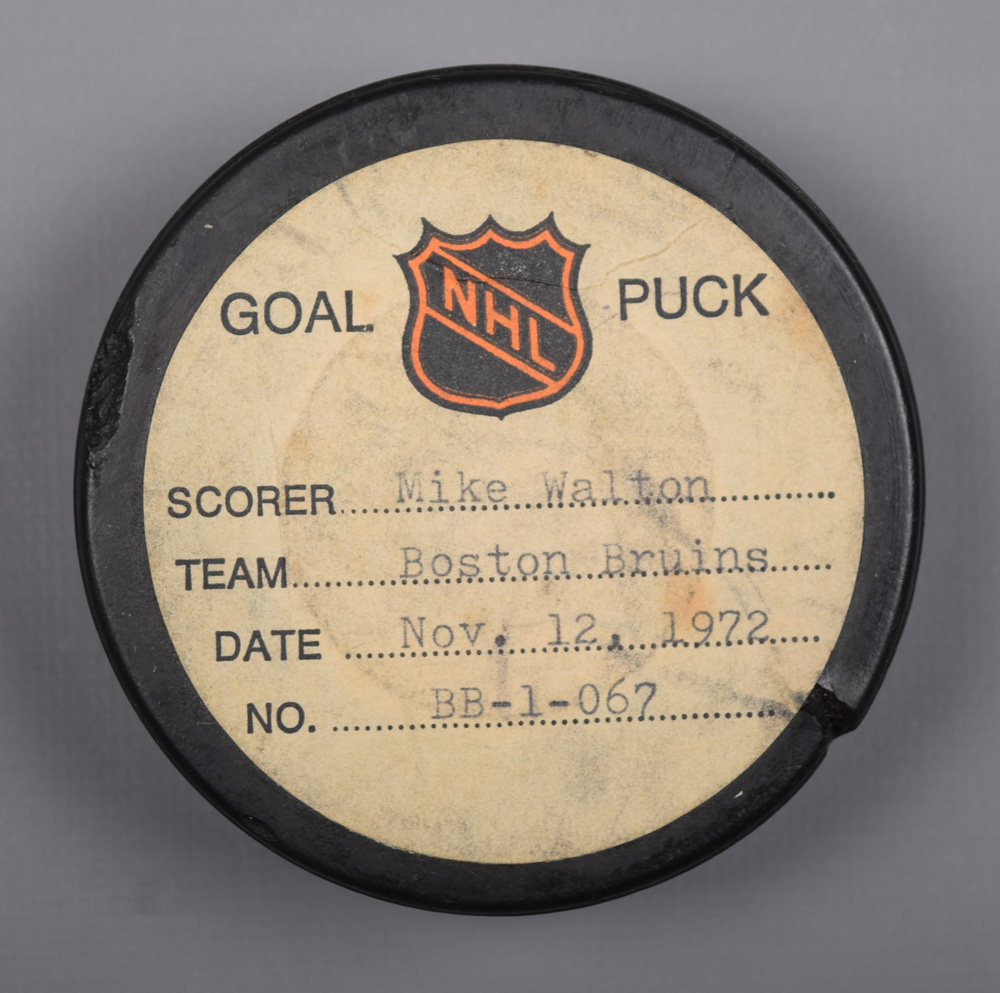 GOAL NHL PUCK
SCORER.....Mike Walton..........
TEAM.........Boston Bruins......
DATE .....Nov. 12, 1972.....
NO. .........BB-1-067.........